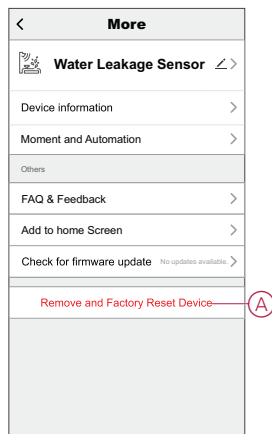 More
Water Leakage Sensor
Device information
Moment and Automation
Others
FAQ & Feedback
Add to home Screen
Check for firmware update No updates available.
Remove and Factory Reset Device A